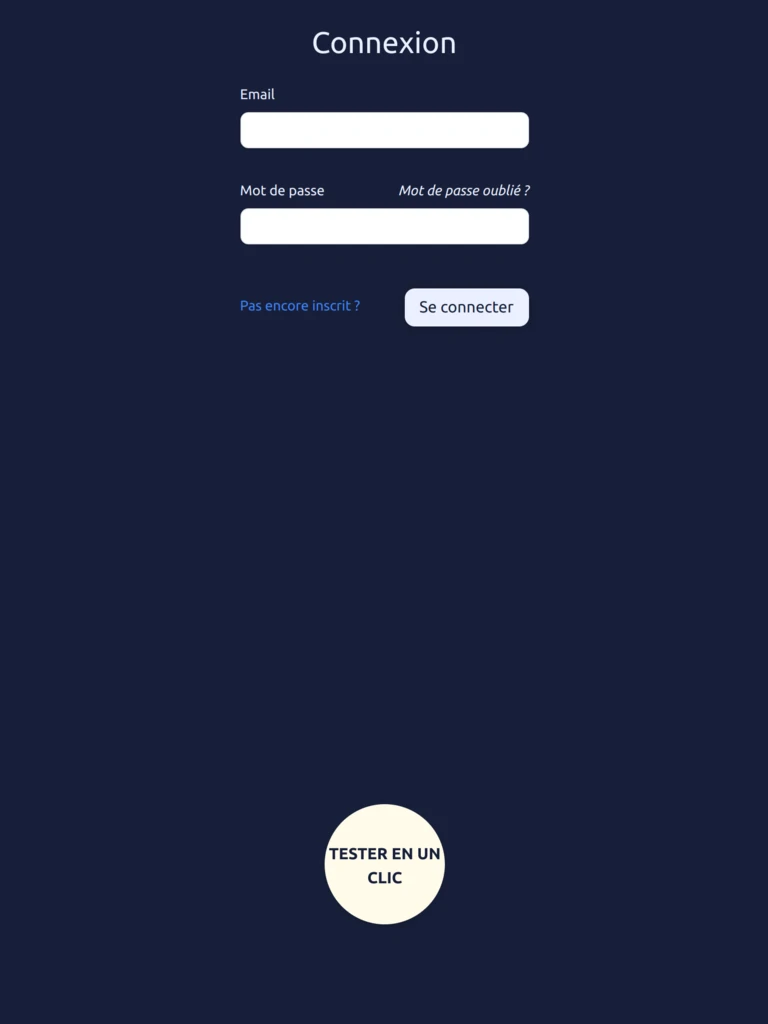 Connexion
Email
Mot de passe Mot de passe oublié ?
Pas encore inscrit ? Se connecter
TESTER EN UN
CLIC